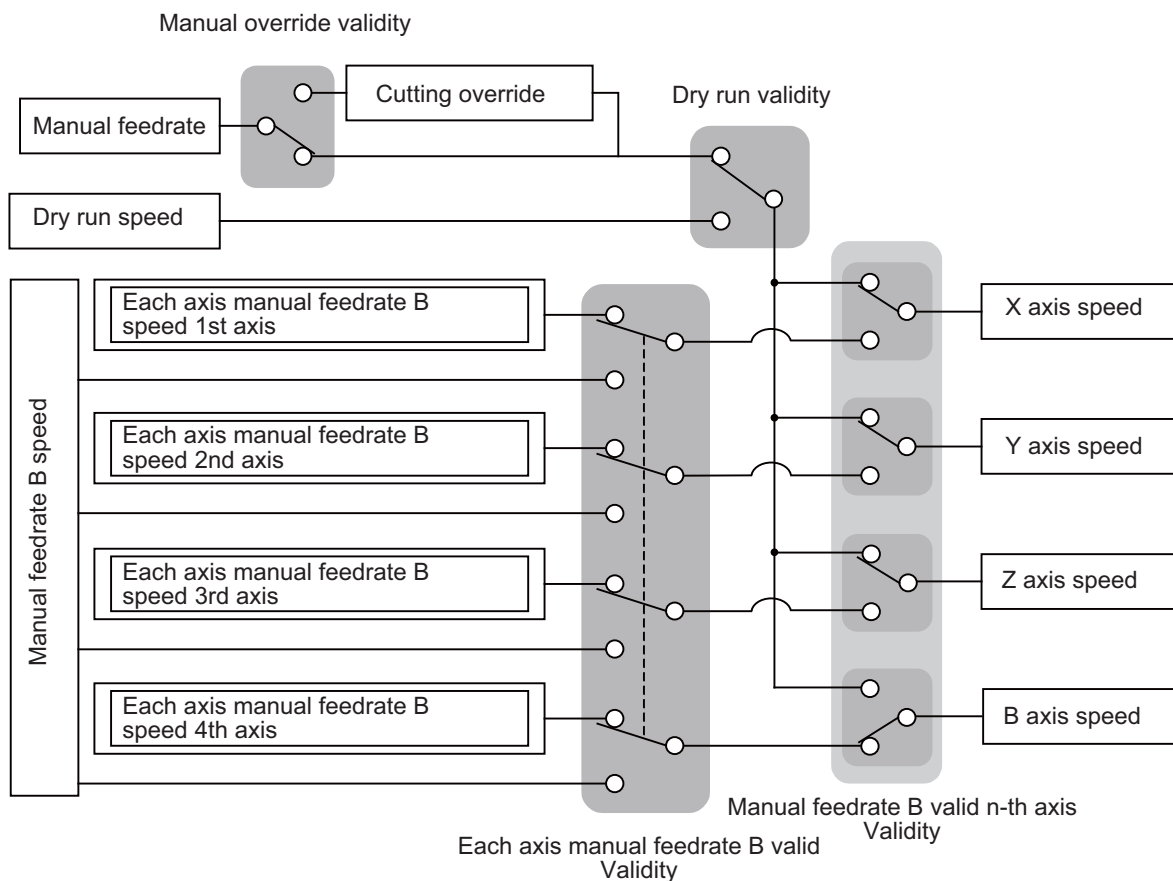 Manual override validity
Cutting override
Dry run validity
Manual feedrate
Dry run speed
Manual feedrate B speed
Each axis manual feedrate B
speed 1st axis
X axis speed
Each axis manual feedrate B
speed 2nd axis
Y axis speed
Each axis manual feedrate B
speed 3rd axis
Z axis speed
Each axis manual feedrate B
speed 4th axis
B axis speed
Manual feedrate B valid n-th axis
Validity
Each axis manual feedrate B valid
Validity